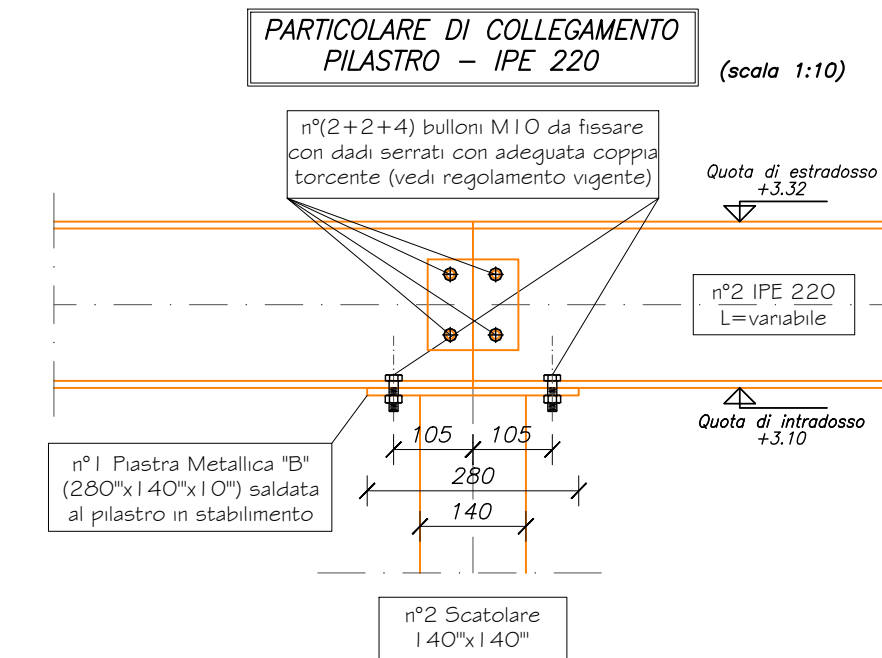 PARTICOLARE DI COLLEGAMENTO
PILASTRO – IPE 220
(scala 1:10)
n°(2+2+4) bulloni M10 da fissare
con dadi serrati con adeguata coppia
torcente (vedi regolamento vigente)
Quota di estradosso
+3.32
n°2 IPE 220
L=variabile
Quota di intradosso
+3.10
105
105
280
140
n°1 Piastra Metallica "B"
(280'''x140'''x10''') saldata
al pilastro in stabilimento
n°2 Scatolare
140'''x140'''